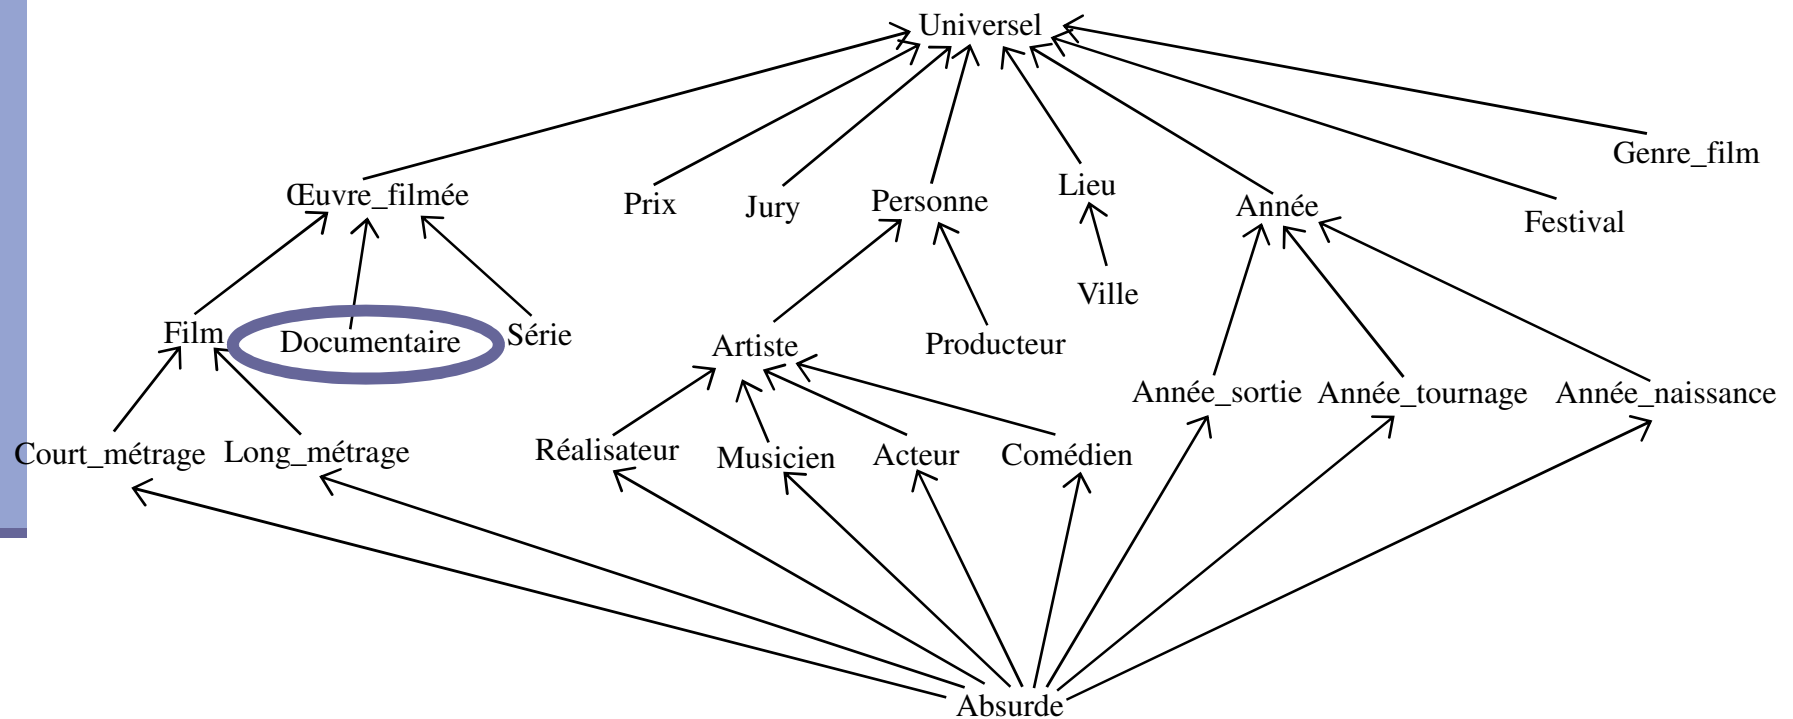 Universel
Genre_film
Œuvre_filmée
Prix
Jury
Personne
Lieu
Année
Festival
Ville
Film
Documentaire
Série
Artiste
Producteur
Année_sortie
Année_tournage
Année_naissance
Court_métrage
Long_métrage
Réalisateur
Musicien
Acteur
Comédien
Absurde